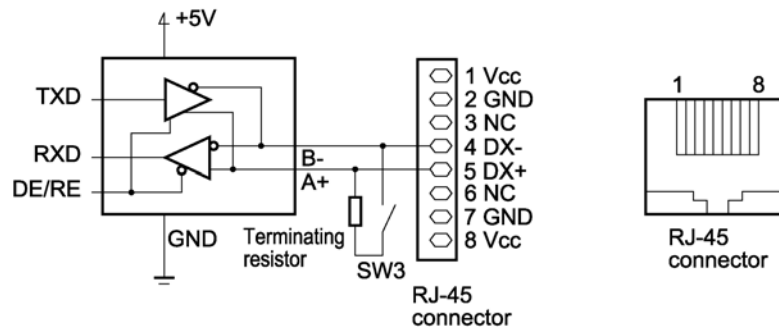 +5V
TXD
RXD
DE/RE
GND
B-
A+
Terminating
resistor
SW3
1 Vcc
2 GND
3 NC
4 DX-
5 DX+
6 NC
7 GND
8 Vcc
RJ-45
connector
1 8
RJ-45
connector